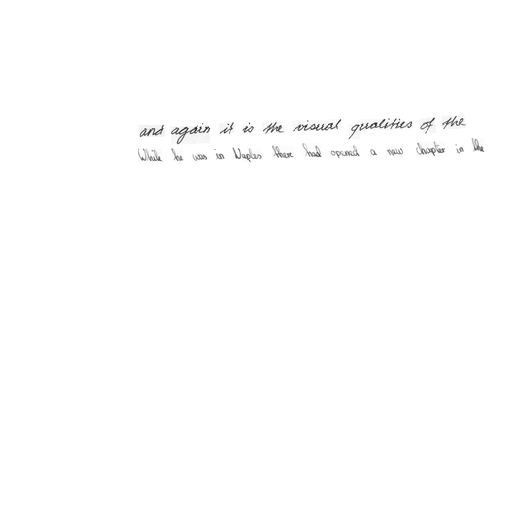 and again it is the visual qualities of the
While he was in Naples there had opened a new chapter in the